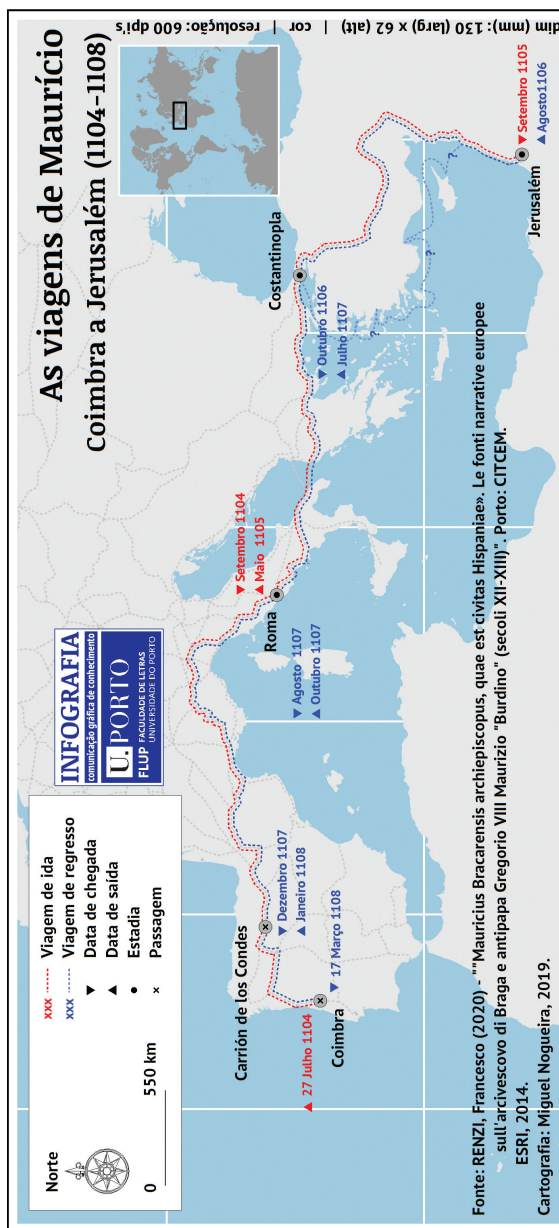 As viagens de Maurício
Coimbra a Jerusalém (1104-1108)
INFOGRAFIA
comunicação gráfica de conhecimento
U. PORTO
FLUP FACULDADE DE LETRAS
UNIVERSIDADE DO PORTO
Norte
0 550 km
xxx Viagem de ida
xxx Viagem de regresso
Data de chegada
Data de saída
Estadia
Passagem
Carrión de los Condes
Dezembro 1107
Janeiro 1108
27 Julho 1104
Coimbra
17 Março 1108
Setembro 1104
Maio 1105
Roma
Agosto 1107
Outubro 1107
Costantinopla
Outubro 1106
Julho 1107
?
?
?
Jerusalém
Setembro 1105
Agosto 1106
Fonte: RENZI, Francesco (2020) - ""Mauricius Bracarensis archiepiscopus, quae est civitas Hispaniae». Le fonti narrative europee
sull'arcivescovo di Braga e antipapa Gregorio VIII Maurizio "Burdino" (secoli XII-XIII)". Porto: CITCEM.
ESRI, 2014.
Cartografia: Miguel Nogueira, 2019.
dim (mm): 130 (larg) x 62 (alt) | cor | resolução: 600 dpi's